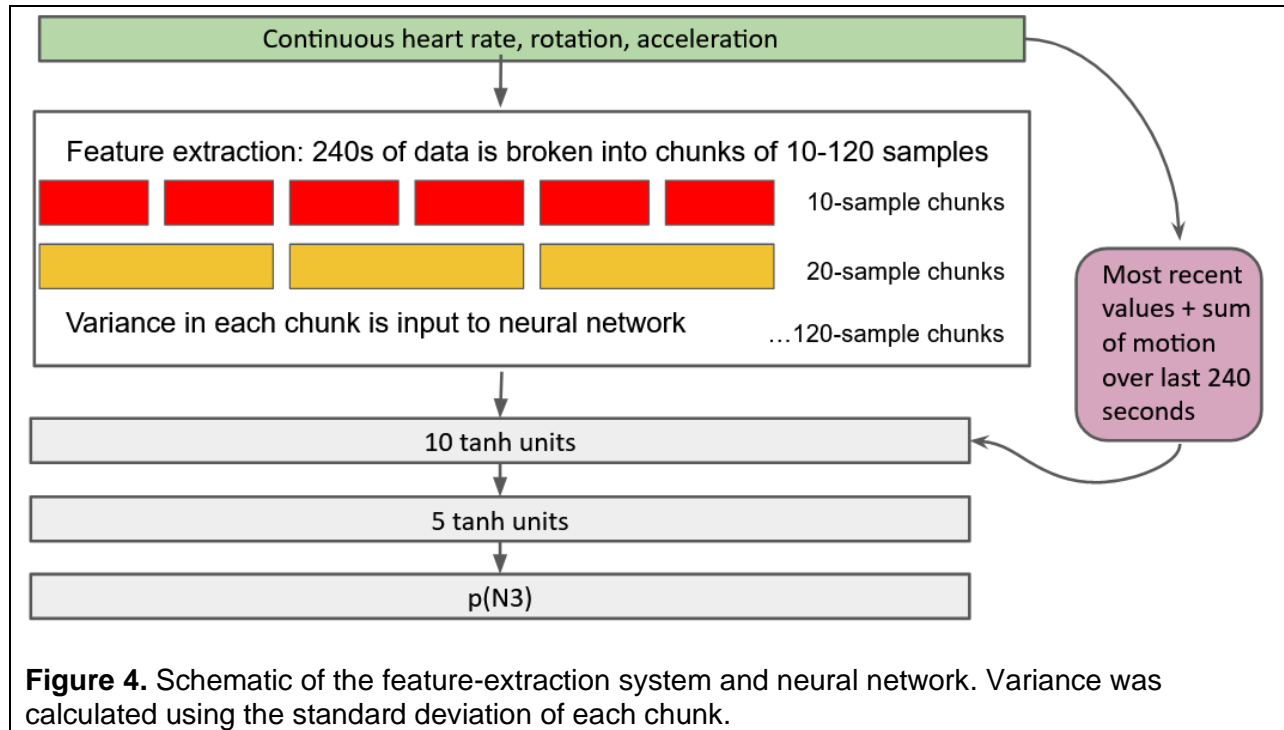 Continuous heart rate, rotation, acceleration
Feature extraction: 240s of data is broken into chunks of 10-120 samples
10-sample chunks
20-sample chunks
Variance in each chunk is input to neural network
…120-sample chunks
Most recent
values + sum
of motion
over last 240
seconds
10 tanh units
5 tanh units
p(N3)
Figure 4. Schematic of the feature-extraction system and neural network. Variance was
calculated using the standard deviation of each chunk.